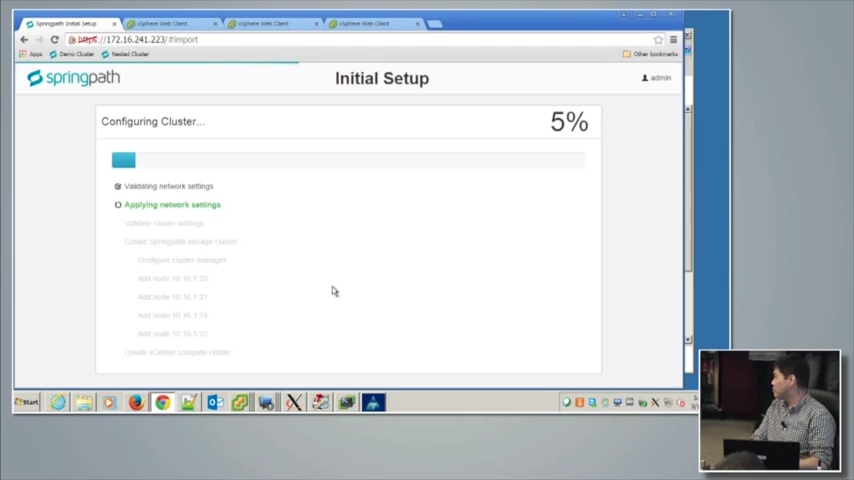 Springpath Initial Setup
vSphere Web Client
vSphere Web Client
vSphere Web Client
https://172.16.241.223/#import
Apps
Demo Cluster
Nested Cluster
Other bookmarks
springpath
Initial Setup
admin
Configuring Cluster...
5%
Validating network settings
Applying network settings
Validate cluster settings
Create Springpath storage cluster
Configure cluster manager
Add node 10.16.1.23
Add node 10.16.1.21
Add node 10.16.1.24
Add node 10.16.1.22
Create vCenter compute cluster
Start